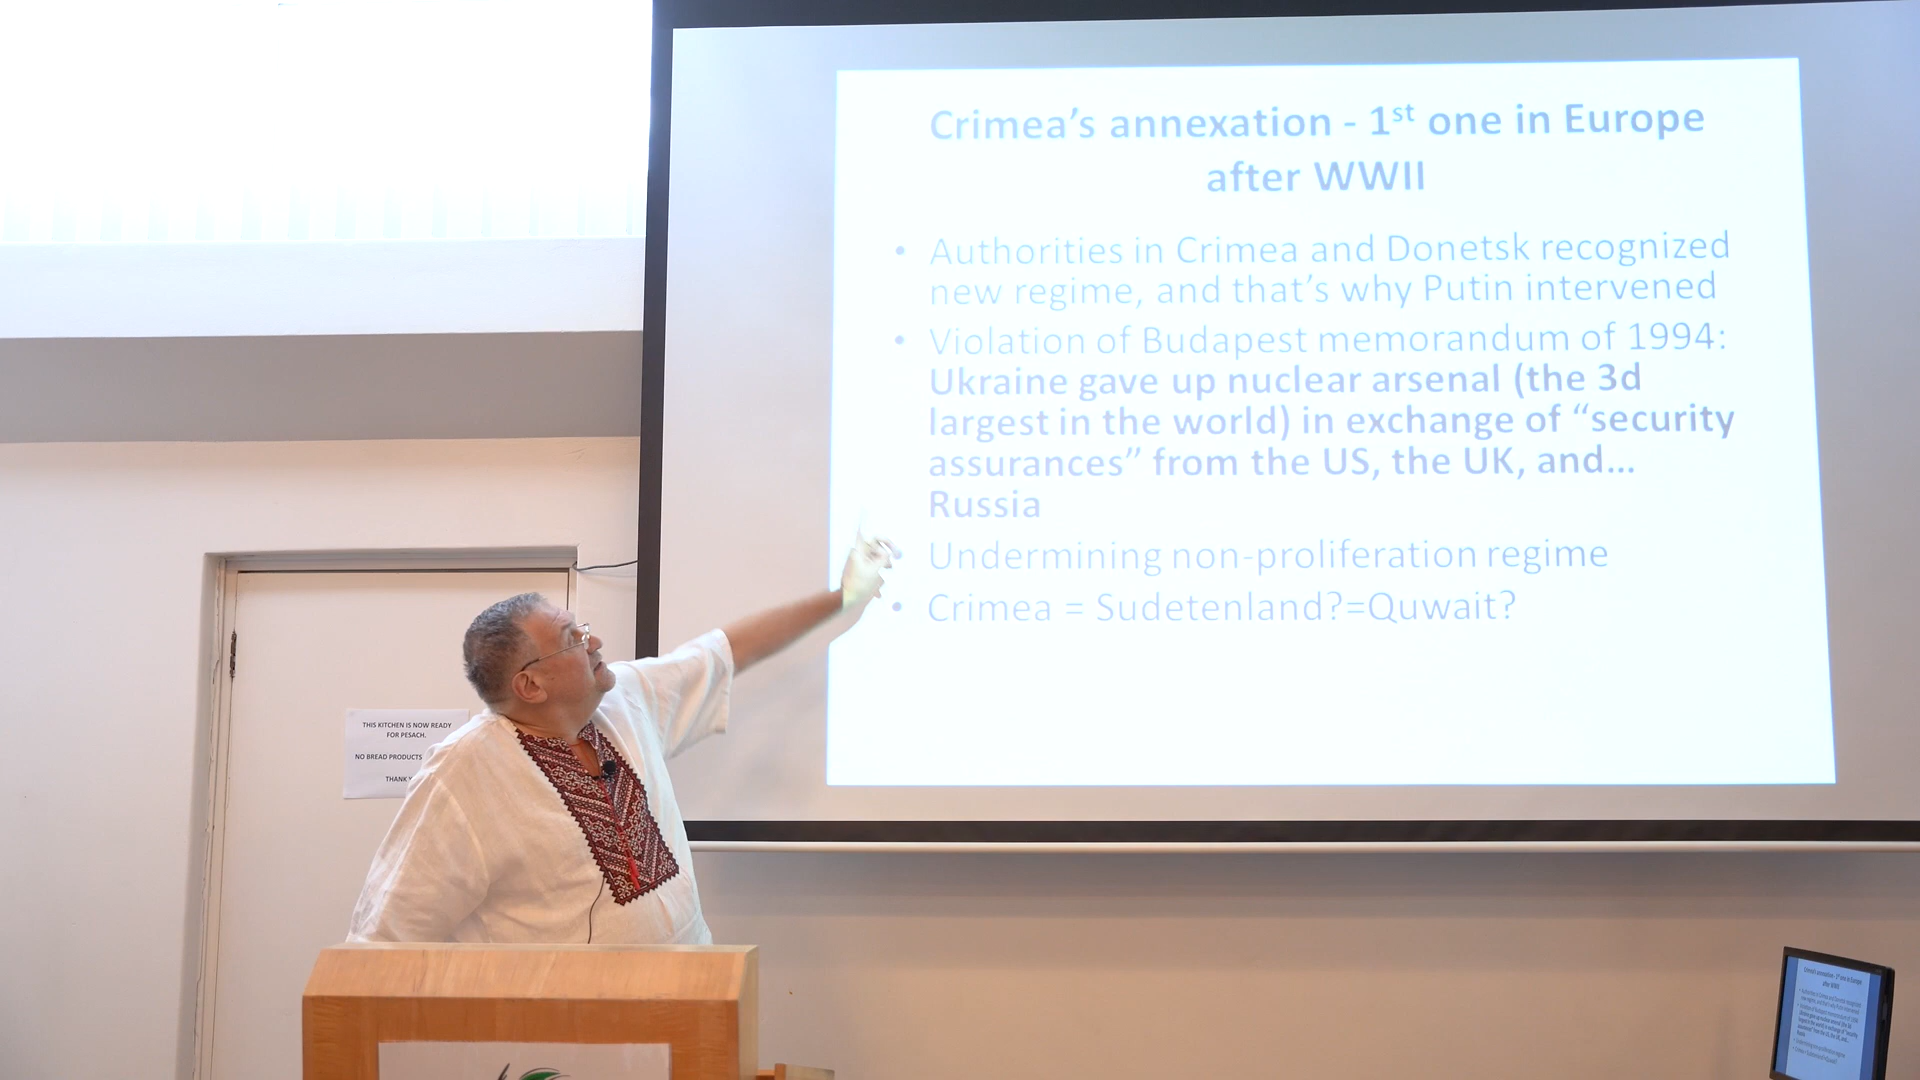 Crimea's annexation - 1st one in Europe
after WWII
• Authorities in Crimea and Donetsk recognized
new regime, and that's why Putin intervened
• Violation of Budapest memorandum of 1994:
Ukraine gave up nuclear arsenal (the 3d
largest in the world) in exchange of “security
assurances” from the US, the UK, and…
Russia
Undermining non-proliferation regime
• Crimea = Sudetenland?=Quwait?
THIS KITCHEN IS NOW READY
FOR PESACH.
NO BREAD PRODUCTS
THANK